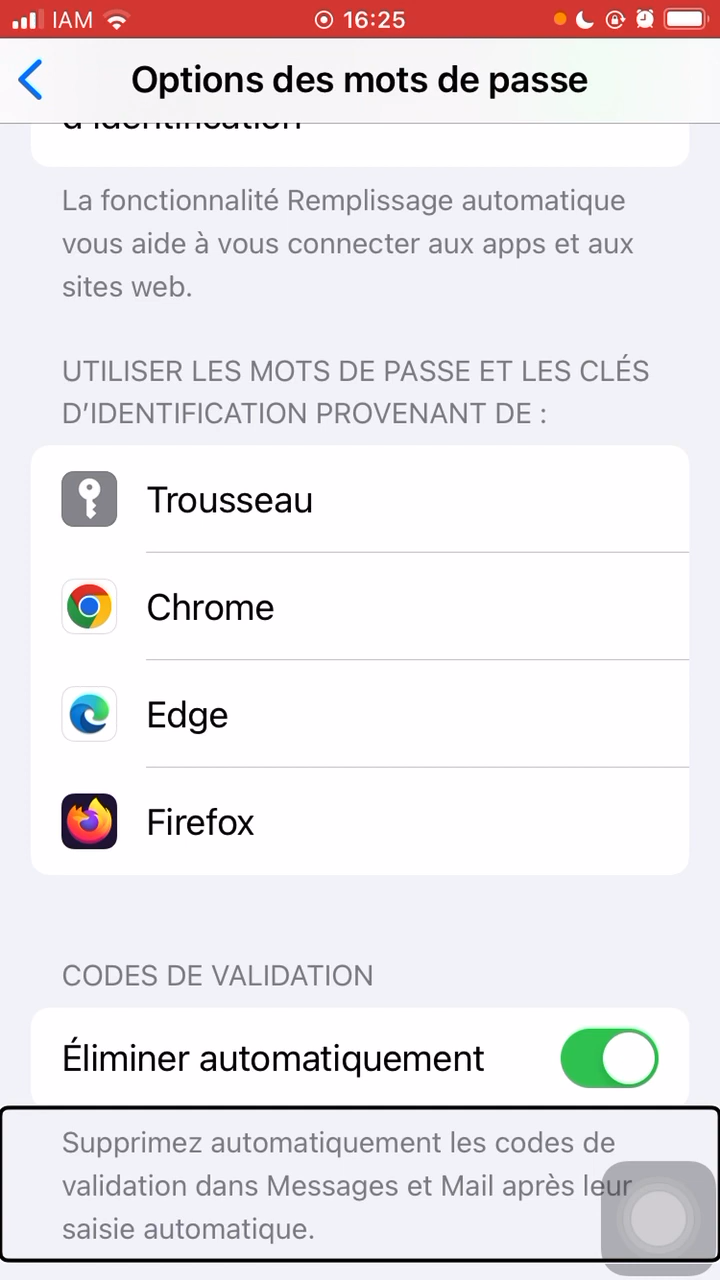 IAM 16:25
Options des mots de passe
d'identification
La fonctionnalité Remplissage automatique
vous aide à vous connecter aux apps et aux
sites web.
UTILISER LES MOTS DE PASSE ET LES CLÉS
D’IDENTIFICATION PROVENANT DE :
Trousseau
Chrome
Edge
Firefox
CODES DE VALIDATION
Éliminer automatiquement
Supprimez automatiquement les codes de
validation dans Messages et Mail après leur
saisie automatique.